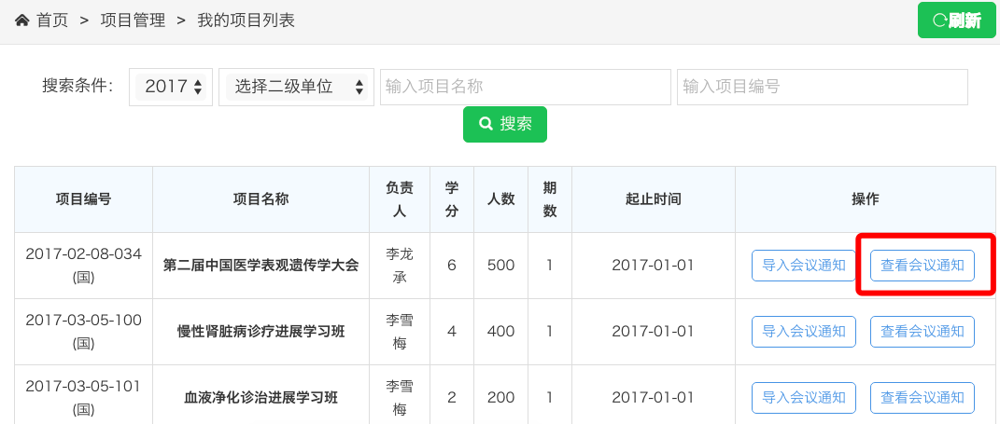 首页 > 项目管理 > 我的项目列表
刷新
搜索条件： 2017 选择二级单位 输入项目名称 输入项目编号
搜索
项目编号 项目名称 负责人 学分 人数 期数 起止时间 操作
2017-02-08-034(国) 第二届中国医学表观遗传学大会 李龙承 6 500 1 2017-01-01 导入会议通知 查看会议通知
2017-03-05-100(国) 慢性肾脏病诊疗进展学习班 李雪梅 4 400 1 2017-01-01 导入会议通知 查看会议通知
2017-03-05-101(国) 血液净化诊治进展学习班 李雪梅 2 200 1 2017-01-01 导入会议通知 查看会议通知